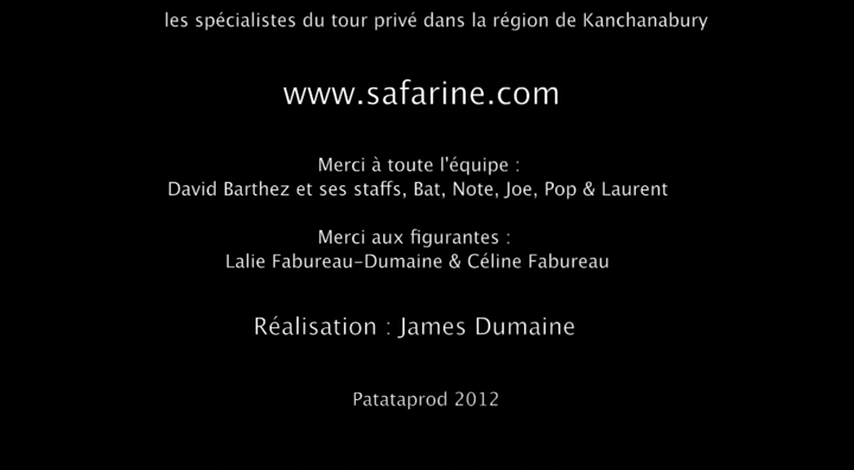 les spécialistes du tour privé dans la région de Kanchanabury
www.safarine.com
Merci à toute l'équipe :
David Barthez et ses staffs, Bat, Note, Joe, Pop & Laurent
Merci aux figurantes :
Lalie Fabureau-Dumaine & Céline Fabureau
Réalisation : James Dumaine
Patataprod 2012